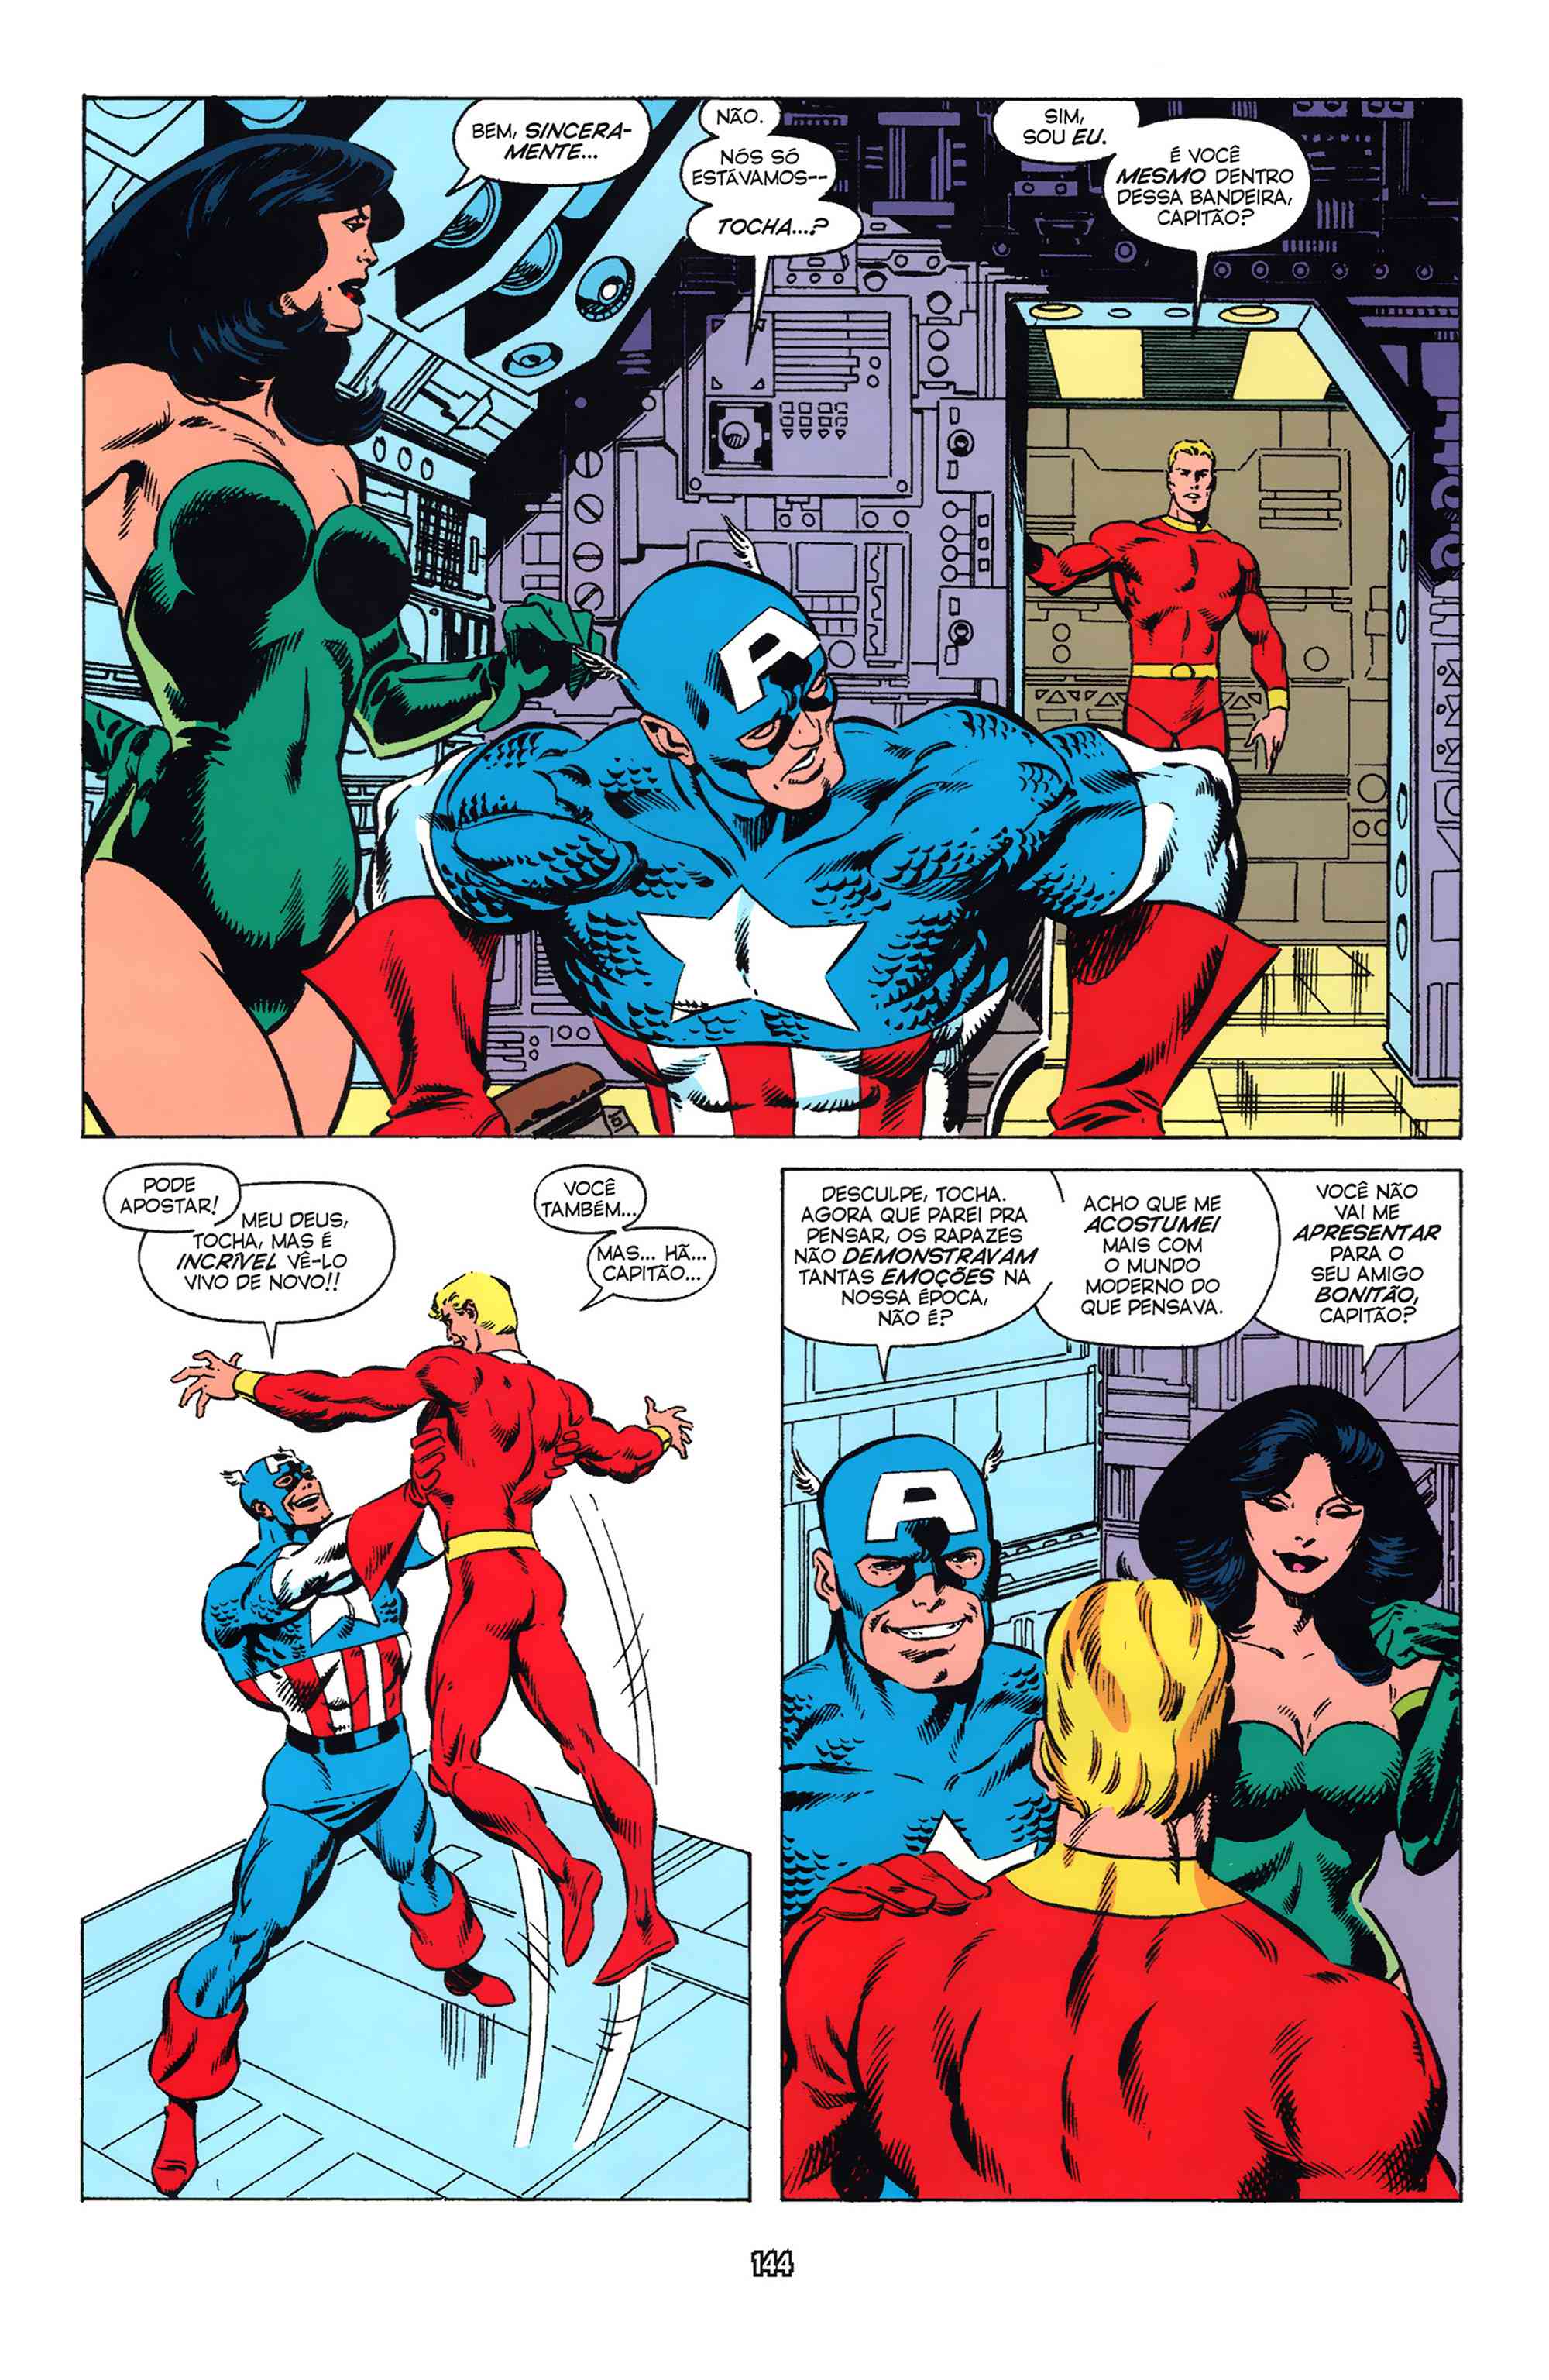 BEM, SINCERA-
MENTE...
NÃO.
NÓS SÓ
ESTÁVAMOS--
TOCHA...?
SIM,
SOU EU.
É VOCÊ
MESMO DENTRO
DESSA BANDEIRA,
CAPITÃO?
A
PODE
APOSTAR!
MEU DEUS,
TOCHA, MAS É
INCRÍVEL VÊ-LO
VIVO DE NOVO!!
VOCÊ
TAMBÉM...
MAS... HÃ...
CAPITÃO...
A
DESCULPE, TOCHA.
AGORA QUE PAREI PRA
PENSAR, OS RAPAZES
NÃO DEMONSTRAVAM
TANTAS EMOÇÕES NA
NOSSA ÉPOCA,
NÃO É?
ACHO QUE ME
ACOSTUMEI
MAIS COM
O MUNDO
MODERNO DO
QUE PENSAVA.
VOCÊ NÃO
VAI ME
APRESENTAR
PARA O
SEU AMIGO
BONITÃO,
CAPITÃO?
A
144